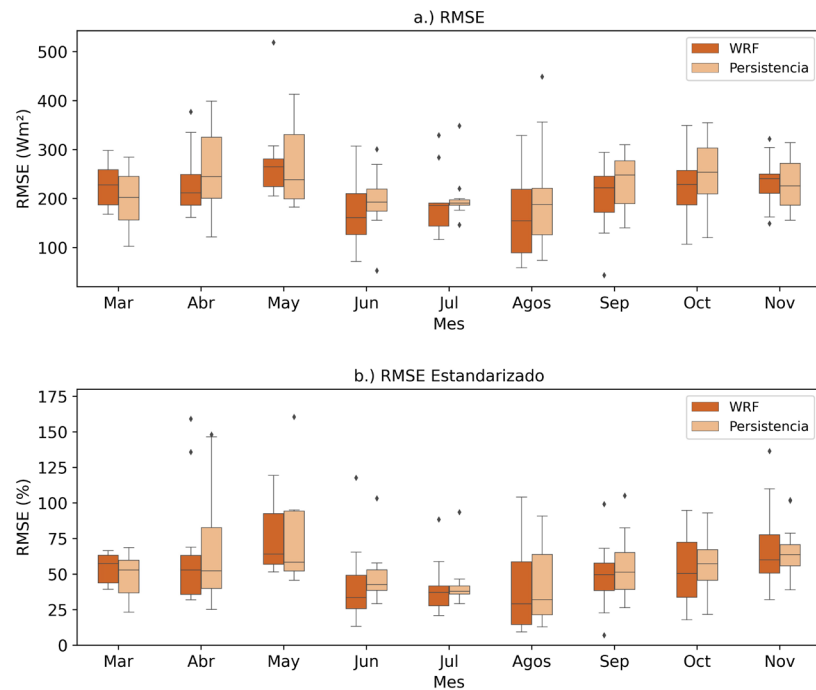 a.) RMSE
500
400
300
200
100
RMSE (Wm²)
WRF
Persistencia
Mar Abr May Jun Jul Agos Sep Oct Nov
Mes
b.) RMSE Estandarizado
175
150
125
100
75
50
25
0
RMSE (%)
WRF
Persistencia
Mar Abr May Jun Jul Agos Sep Oct Nov
Mes